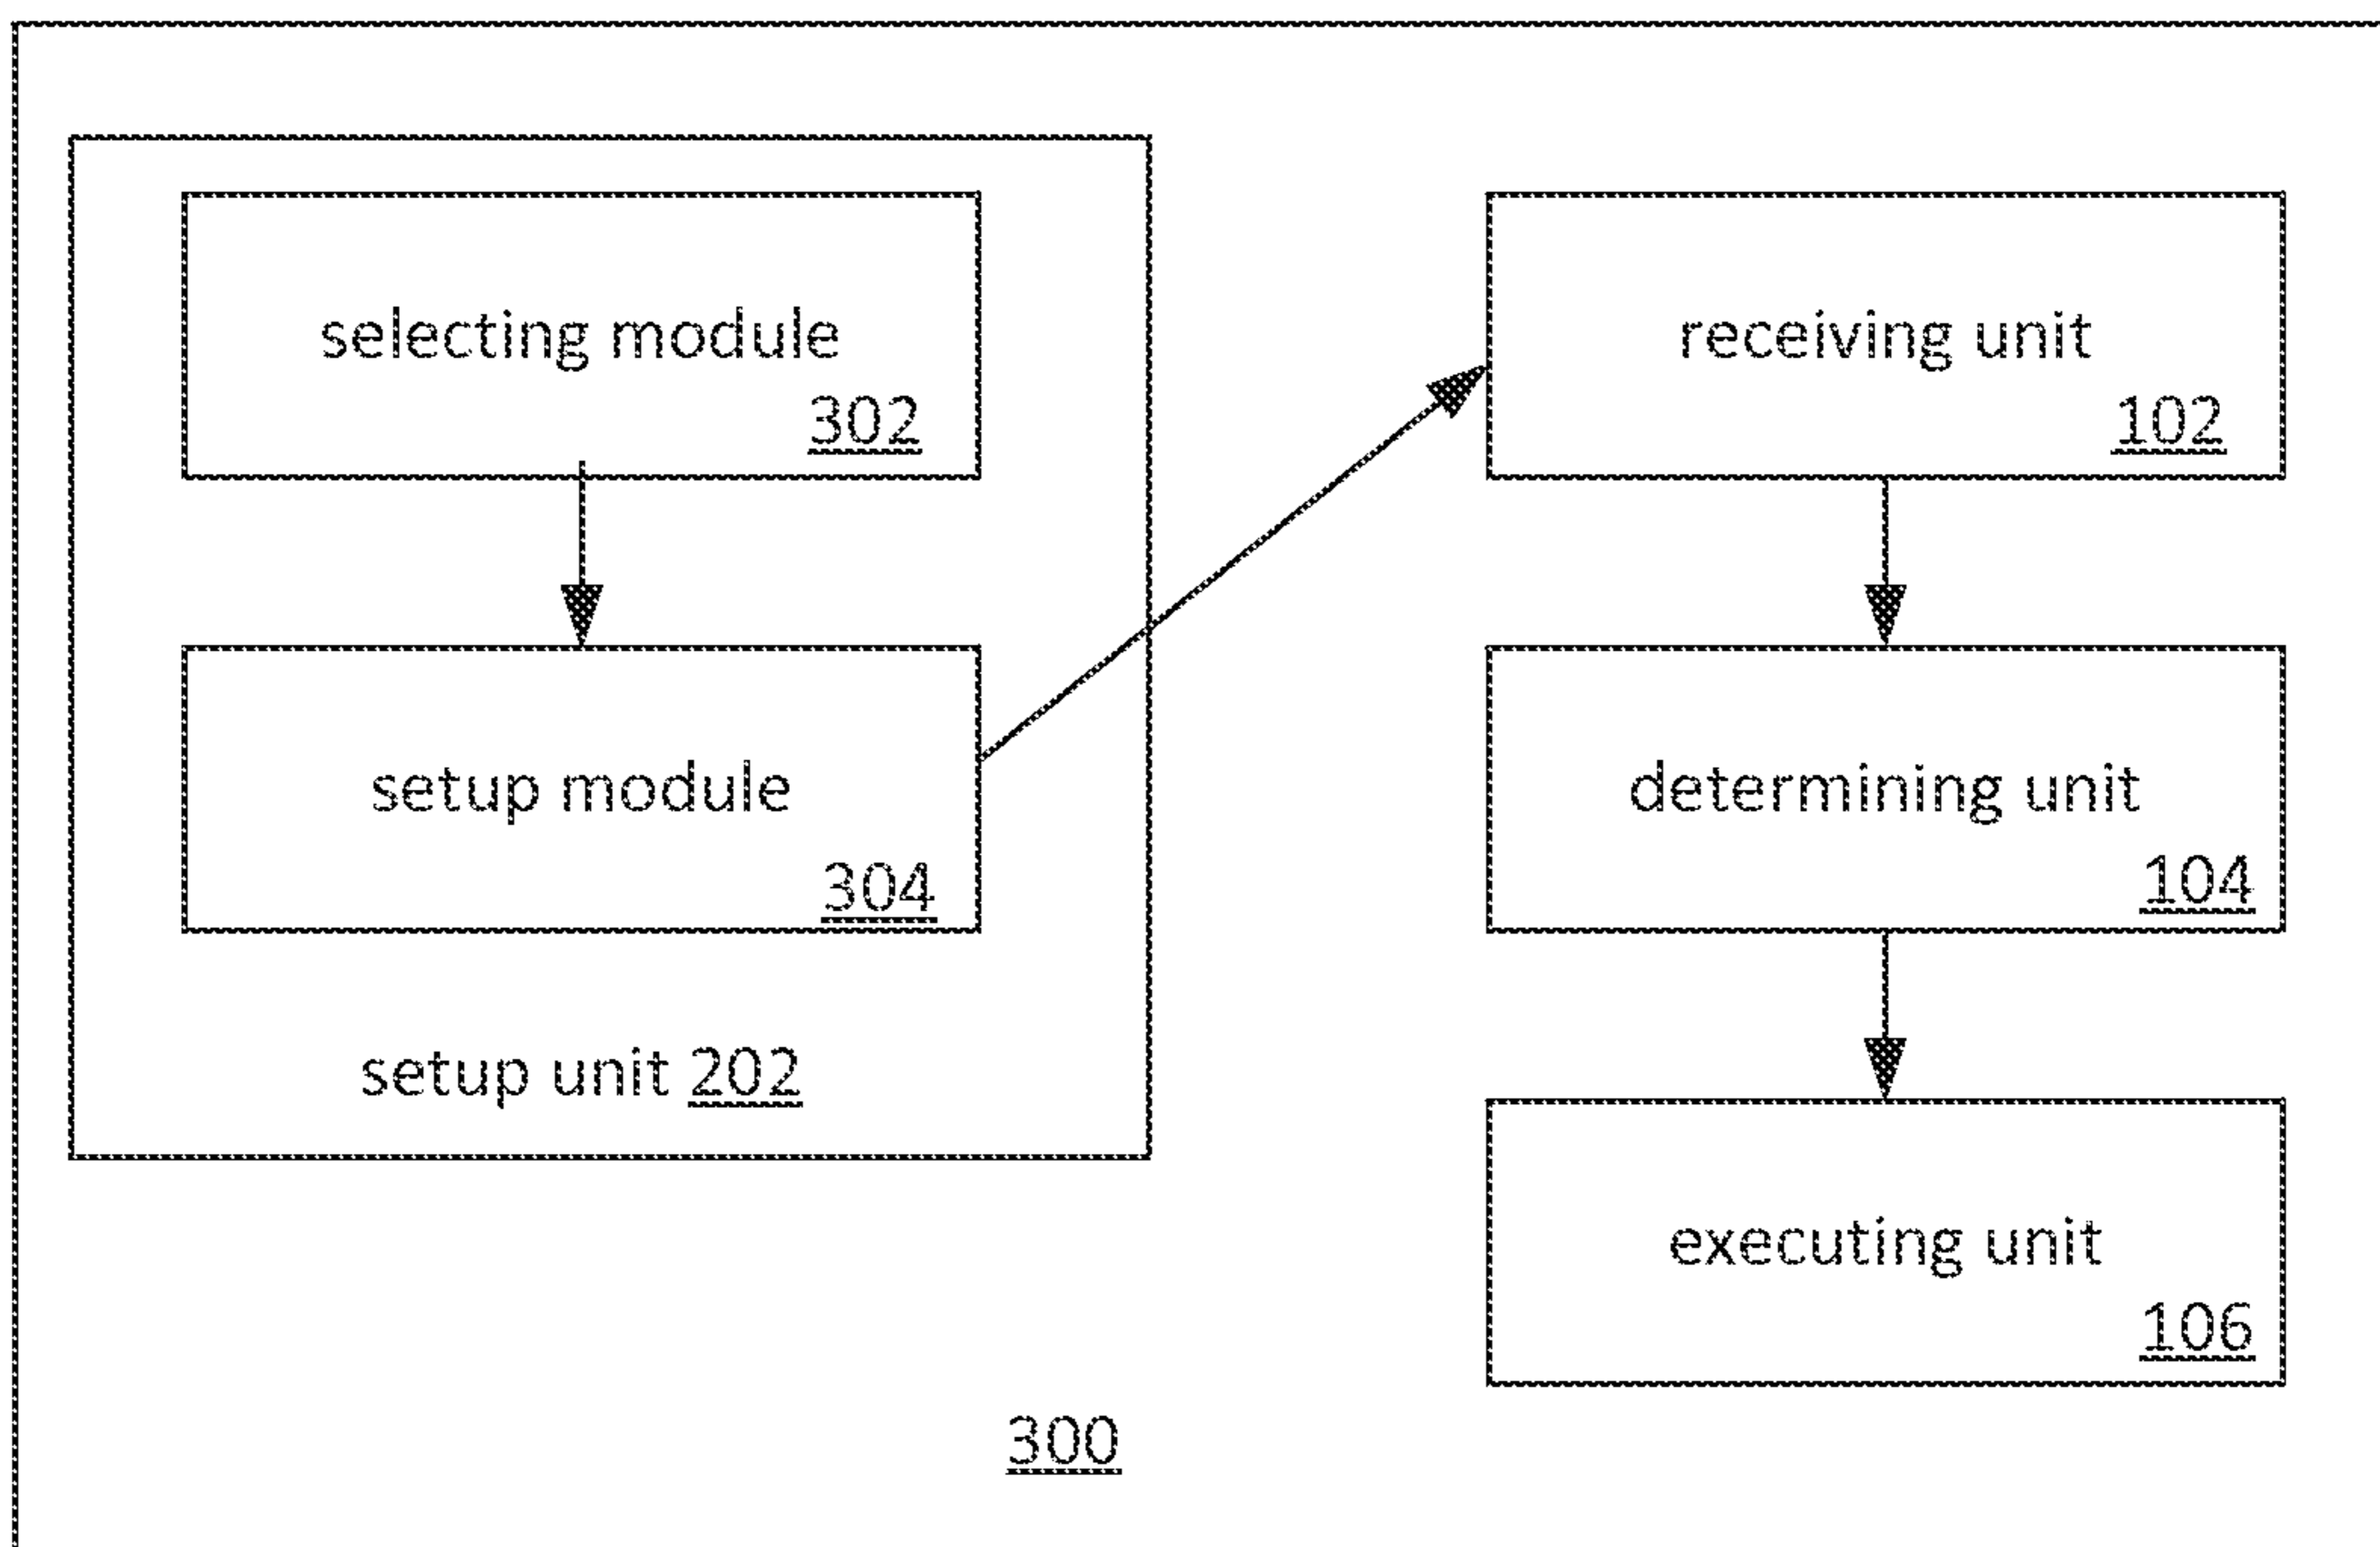 selecting module
302
setup module
304
setup unit 202
receiving unit
102
determining unit
104
executing unit
106
300